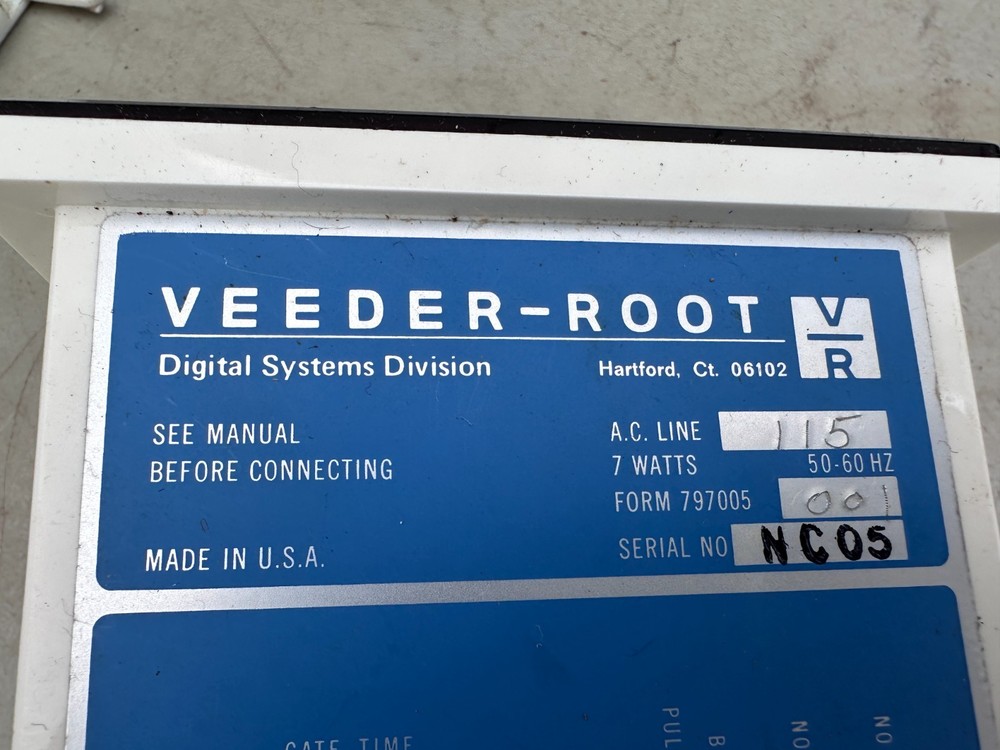 VEEDER-ROOT
V
R
Digital Systems Division
Hartford, Ct. 06102
SEE MANUAL
BEFORE CONNECTING
A.C. LINE 115
7 WATTS 50-60 HZ
FORM 797005 001
SERIAL NO NC05
MADE IN U.S.A.
GATE TIME